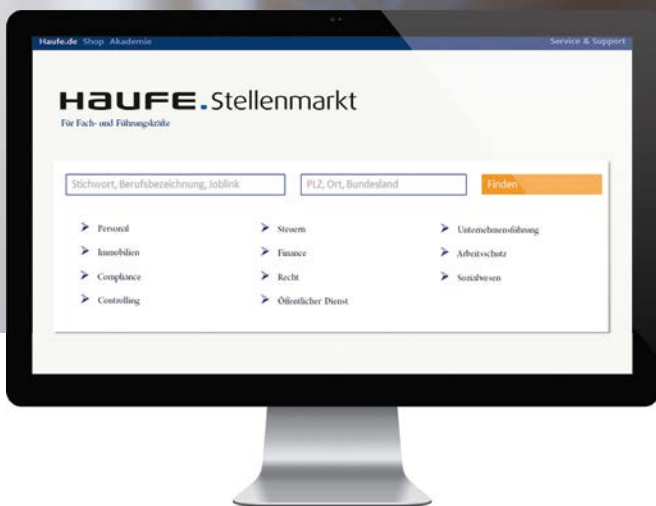 Haufe.de Shop Akademie Service & Support
HAUFE.Stellenmarkt
Für Fach- und Führungskräfte
Stichwort, Berufsbezeichnung, Joblink PLZ, Ort, Bundesland Finden
Personal Steuern Unternehmensführung
Immobilien Finance Arbeitsschutz
Compliance Recht Sozialwesen
Controlling Öffentlicher Dienst